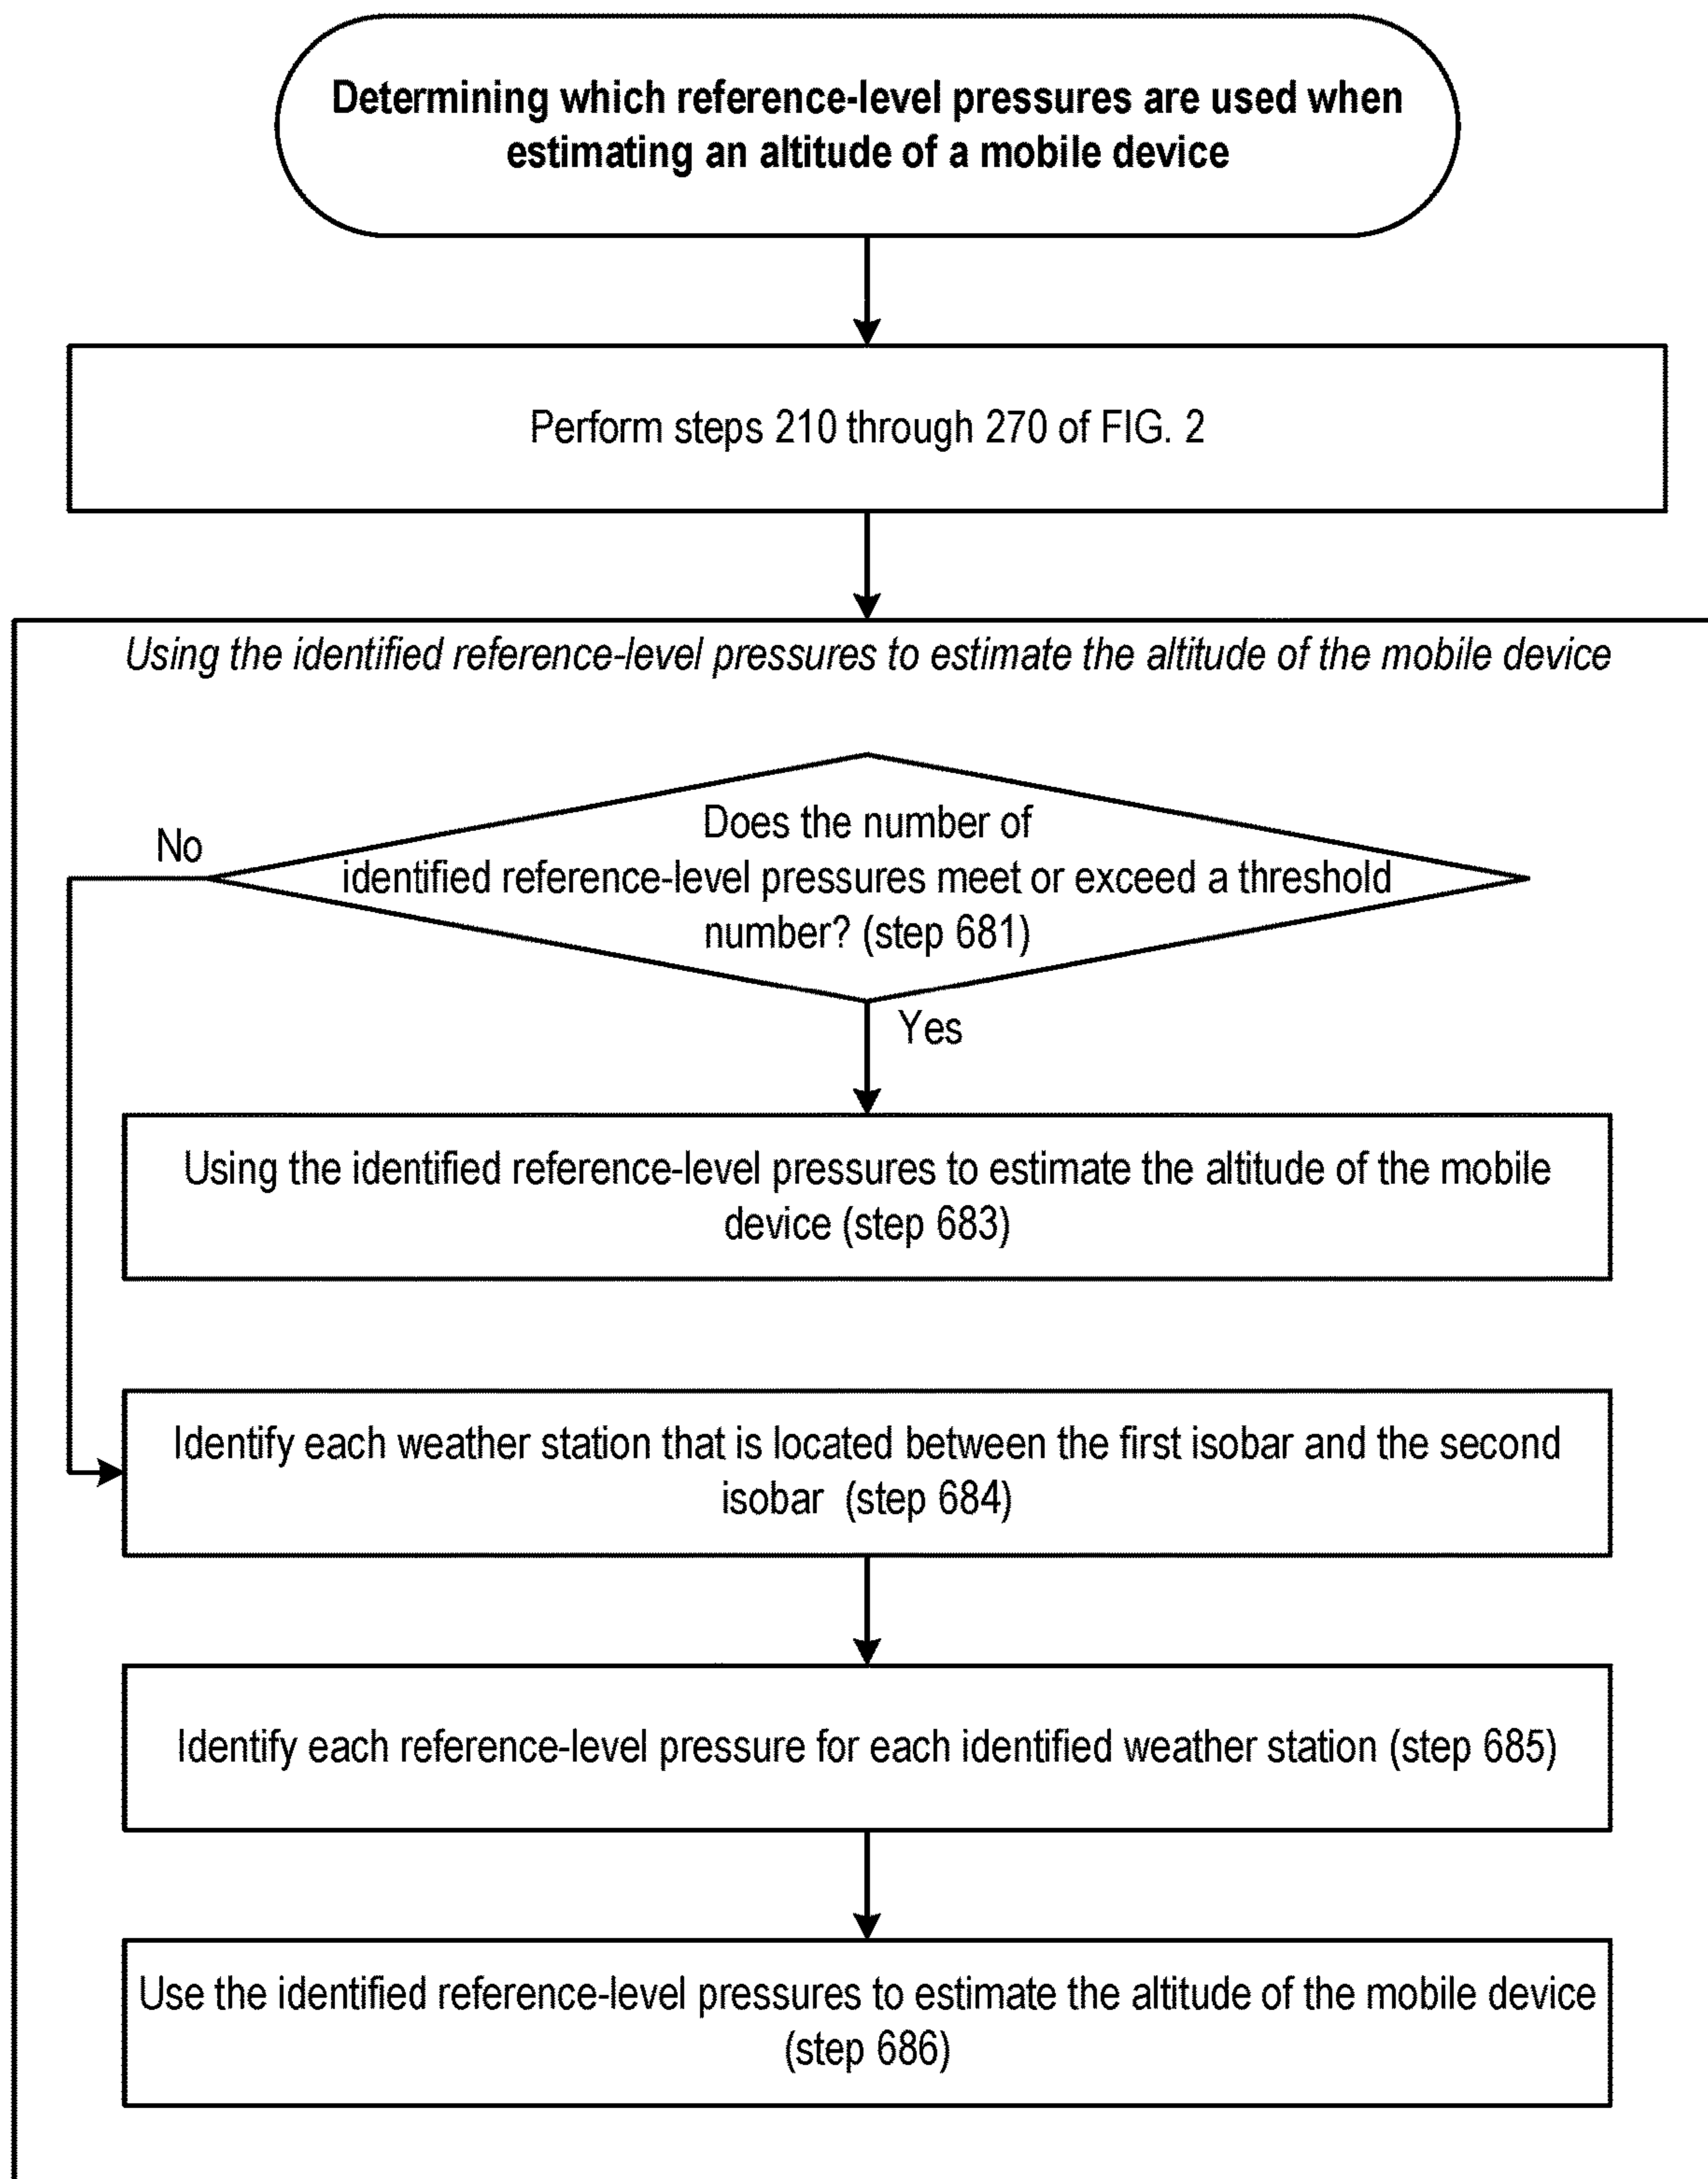 Determining which reference-level pressures are used when
estimating an altitude of a mobile device
Perform steps 210 through 270 of FIG. 2
Using the identified reference-level pressures to estimate the altitude of the mobile device
Does the number of
identified reference-level pressures meet or exceed a threshold
number? (step 681)
No
Yes
Using the identified reference-level pressures to estimate the altitude of the mobile
device (step 683)
Identify each weather station that is located between the first isobar and the second
isobar (step 684)
Identify each reference-level pressure for each identified weather station (step 685)
Use the identified reference-level pressures to estimate the altitude of the mobile device
(step 686)